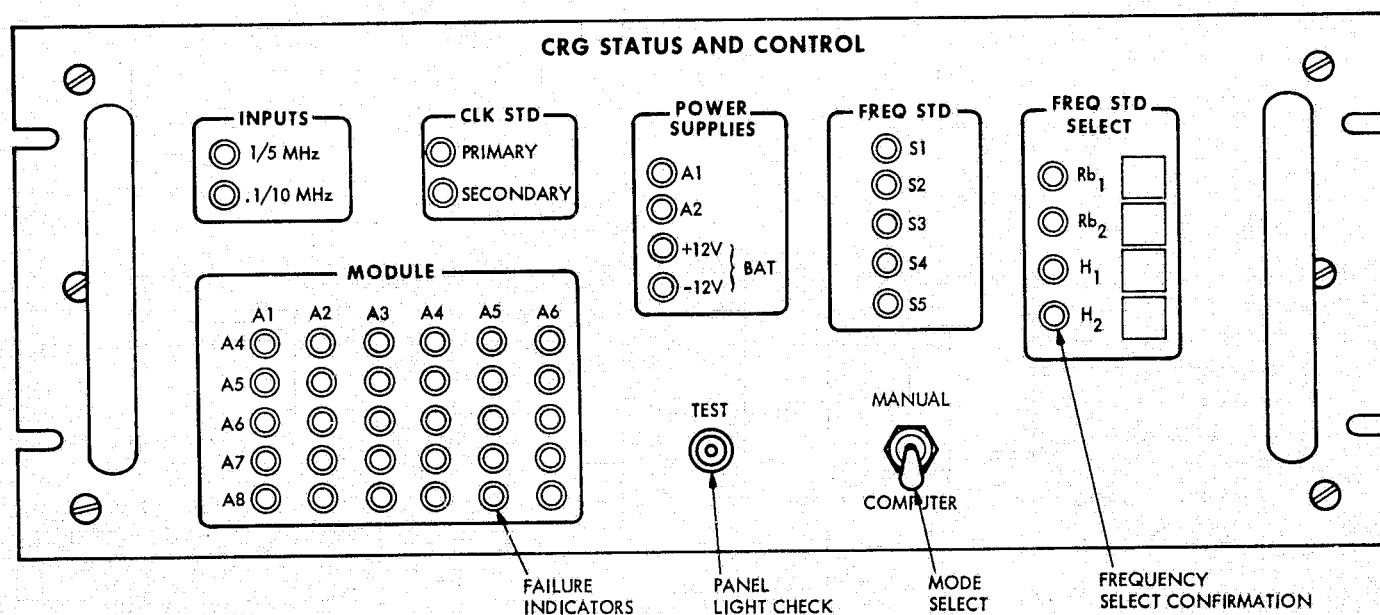 CRG STATUS AND CONTROL
INPUTS
1/5 MHz
.1/10 MHz
CLK STD
PRIMARY
SECONDARY
POWER
SUPPLIES
A1
A2
+12V
-12V
BAT
FREQ STD
S1
S2
S3
S4
S5
FREQ STD
SELECT
Rb1
Rb2
H1
H2
MODULE
A1 A2 A3 A4 A5 A6
A4
A5
A6
A7
A8
TEST
MANUAL
COMPUTER
FAILURE
INDICATORS
PANEL
LIGHT CHECK
MODE
SELECT
FREQUENCY
SELECT CONFIRMATION